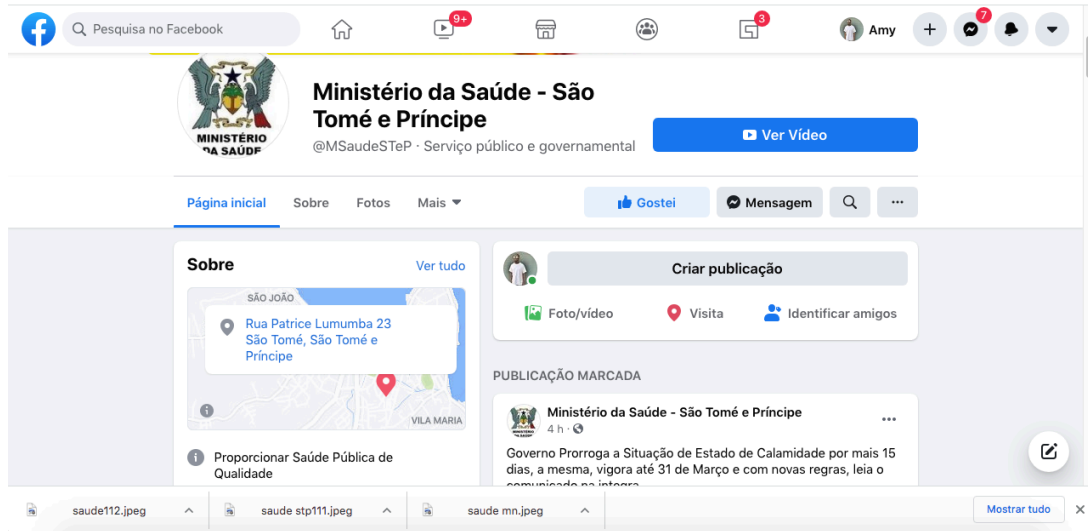 Pesquisa no Facebook
9+
3
Amy
7
MINISTÉRIO
DA SAÚDE
Ministério da Saúde - São
Tomé e Príncipe
@MSaudeSTeP · Serviço público e governamental
Ver Vídeo
Página inicial Sobre Fotos Mais
Gostei Mensagem
Sobre Ver tudo
SÃO JOÃO
Rua Patrice Lumumba 23
São Tomé, São Tomé e
Príncipe
VILA MARIA
Proporcionar Saúde Pública de
Qualidade
Criar publicação
Foto/vídeo Visita Identificar amigos
PUBLICAÇÃO MARCADA
Ministério da Saúde - São Tomé e Príncipe
4 h ·
Governo Prorroga a Situação de Estado de Calamidade por mais 15
dias, a mesma, vigora até 31 de Março e com novas regras, leia o
comunicado na integra
saude112.jpeg saude stp111.jpeg saude mn.jpeg Mostrar tudo